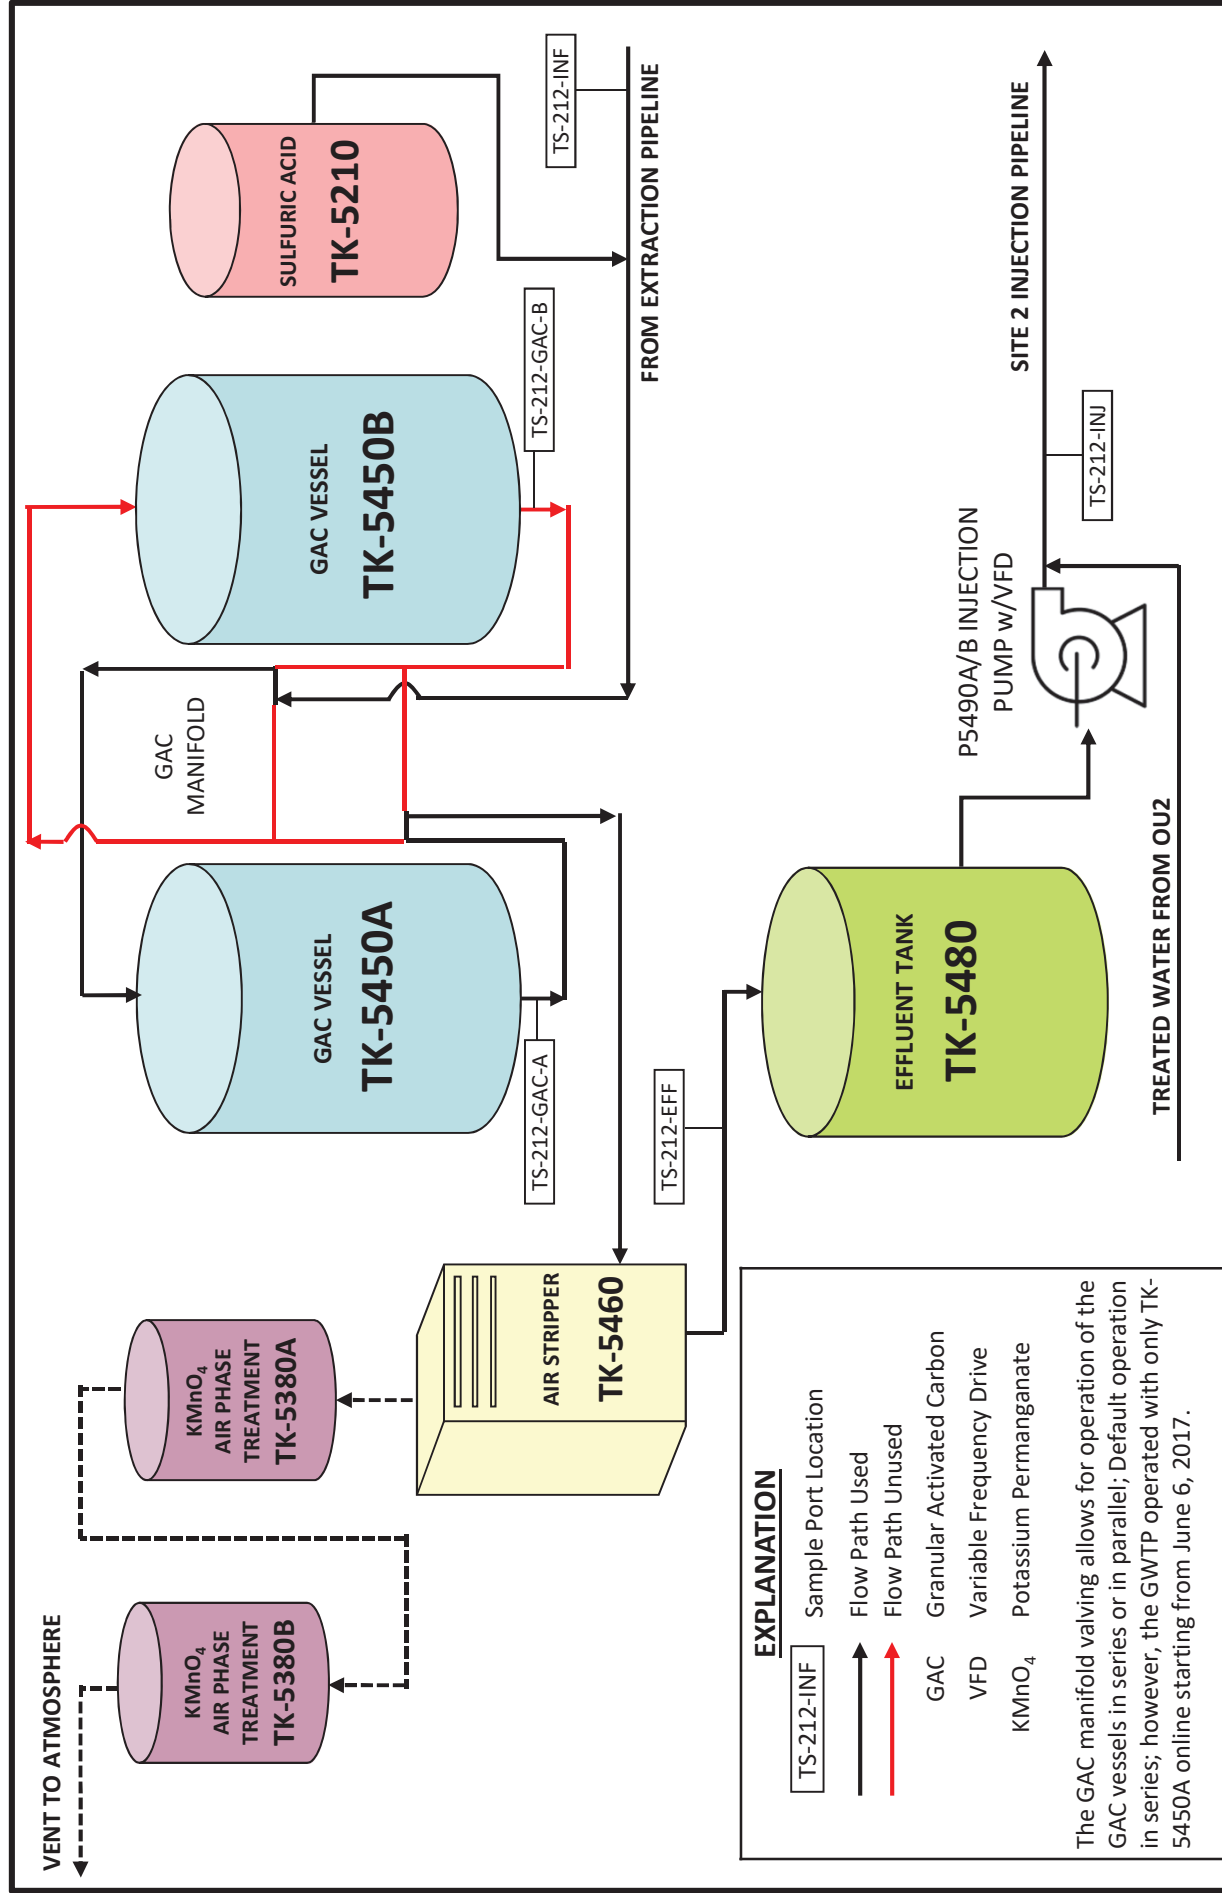 VENT TO ATMOSPHERE
KMnO4
AIR PHASE
TREATMENT
TK-5380B
KMnO4
AIR PHASE
TREATMENT
TK-5380A
AIR STRIPPER
TK-5460
GAC VESSEL
TK-5450A
TS-212-GAC-A
GAC
MANIFOLD
GAC VESSEL
TK-5450B
TS-212-GAC-B
SULFURIC ACID
TK-5210
TS-212-INF
FROM EXTRACTION PIPELINE
TS-212-EFF
EFFLUENT TANK
TK-5480
P5490A/B INJECTION
PUMP w/VFD
SITE 2 INJECTION PIPELINE
TS-212-INJ
TREATED WATER FROM OU2
EXPLANATION
TS-212-INF Sample Port Location
Flow Path Used
Flow Path Unused
GAC Granular Activated Carbon
VFD Variable Frequency Drive
KMnO4 Potassium Permanganate
The GAC manifold valving allows for operation of the
GAC vessels in series or in parallel; Default operation
in series; however, the GWTP operated with only TK-
5450A online starting from June 6, 2017.